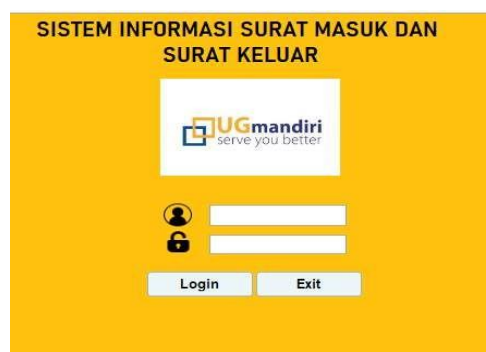 SISTEM INFORMASI SURAT MASUK DAN
SURAT KELUAR
UGmandiri
serve you better
Login Exit